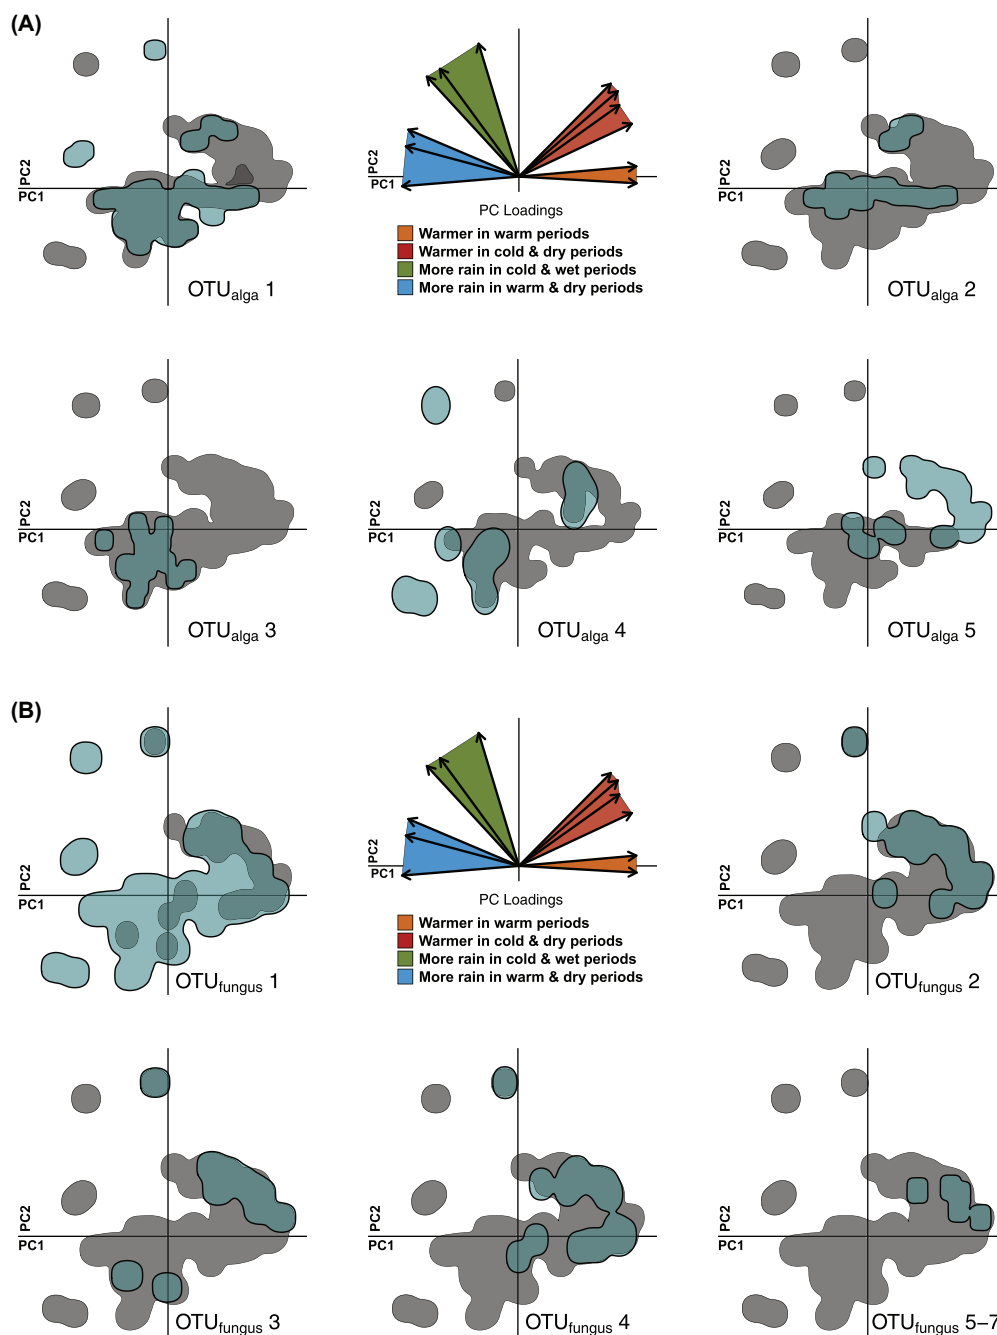 (A)
PC2
PC1
OTUalga 1
PC2
PC1
PC Loadings
Warmer in warm periods
Warmer in cold & dry periods
More rain in cold & wet periods
More rain in warm & dry periods
PC2
PC1
OTUalga 2
PC2
PC1
OTUalga 3
PC2
PC1
OTUalga 4
PC2
PC1
OTUalga 5
(B)
PC2
PC1
OTUfungus 1
PC2
PC1
PC Loadings
Warmer in warm periods
Warmer in cold & dry periods
More rain in cold & wet periods
More rain in warm & dry periods
PC2
PC1
OTUfungus 2
PC2
PC1
OTUfungus 3
PC2
PC1
OTUfungus 4
PC2
PC1
OTUfungus 5–7